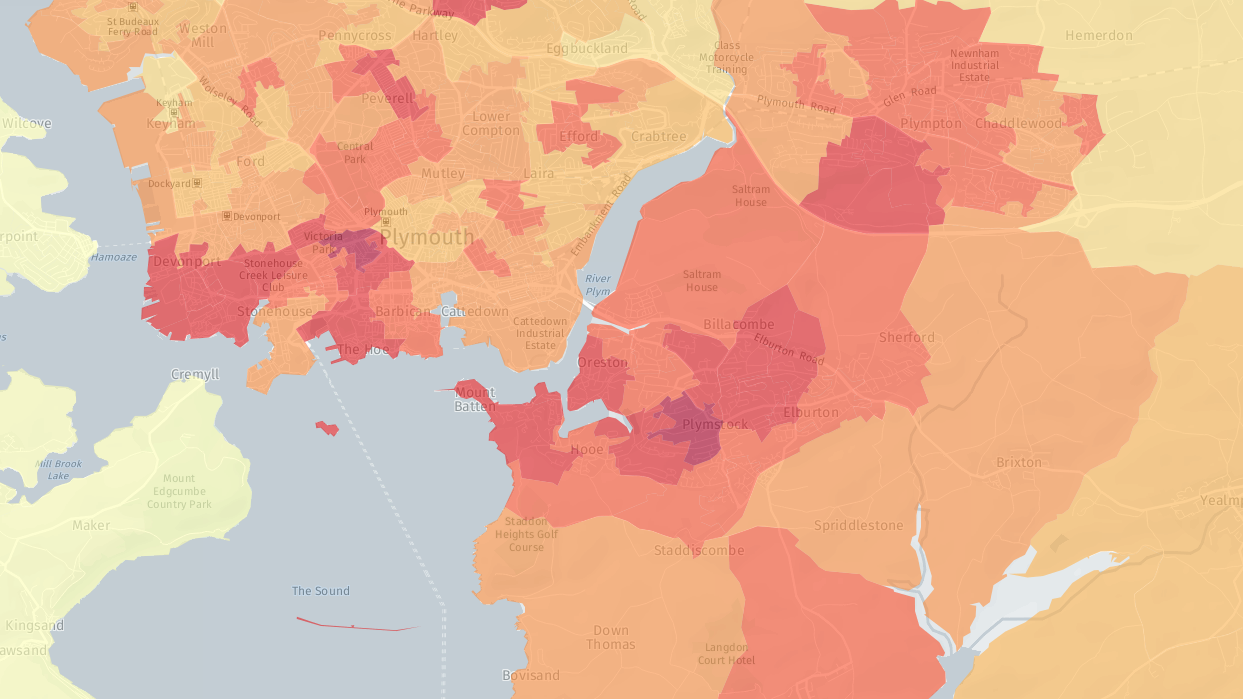 The Parkway
Road
St Budeaux
Ferry Road
Weston
Mill
Pennycross
Hartley
Eggbuckland
Class
Motorcycle
Training
Hemerdon
Newnham
Industrial
Estate
Wolseley Road
Peverell
Plymouth Road
Glen Road
Keyham
Keyham
Wilcove
Lower
Compton
Efford
Crabtree
Plympton
Chaddlewood
Central
Park
Ford
Mutley
Laira
Dockyard
Saltram
House
Embankment Road
Devonport
Plymouth
Plymouth
Victoria
Park
rpoint
Hamoaze
Devonport
Stonehouse
Creek Leisure
Club
River
Plym
Saltram
House
Stonehouse
Barbican
Cattedown
Cattedown
Industrial
Estate
Billacombe
Sherford
The Hoe
Elburton Road
Oreston
Cremyll
Mount
Batten
Elburton
Plymstock
Hooe
Brixton
Mill Brook
Lake
Mount
Edgcumbe
Country Park
Yealmp
Maker
Staddon
Heights Golf
Course
Spriddlestone
Staddiscombe
The Sound
Kingsand
awsand
Down
Thomas
Langdon
Court Hotel
Bovisand